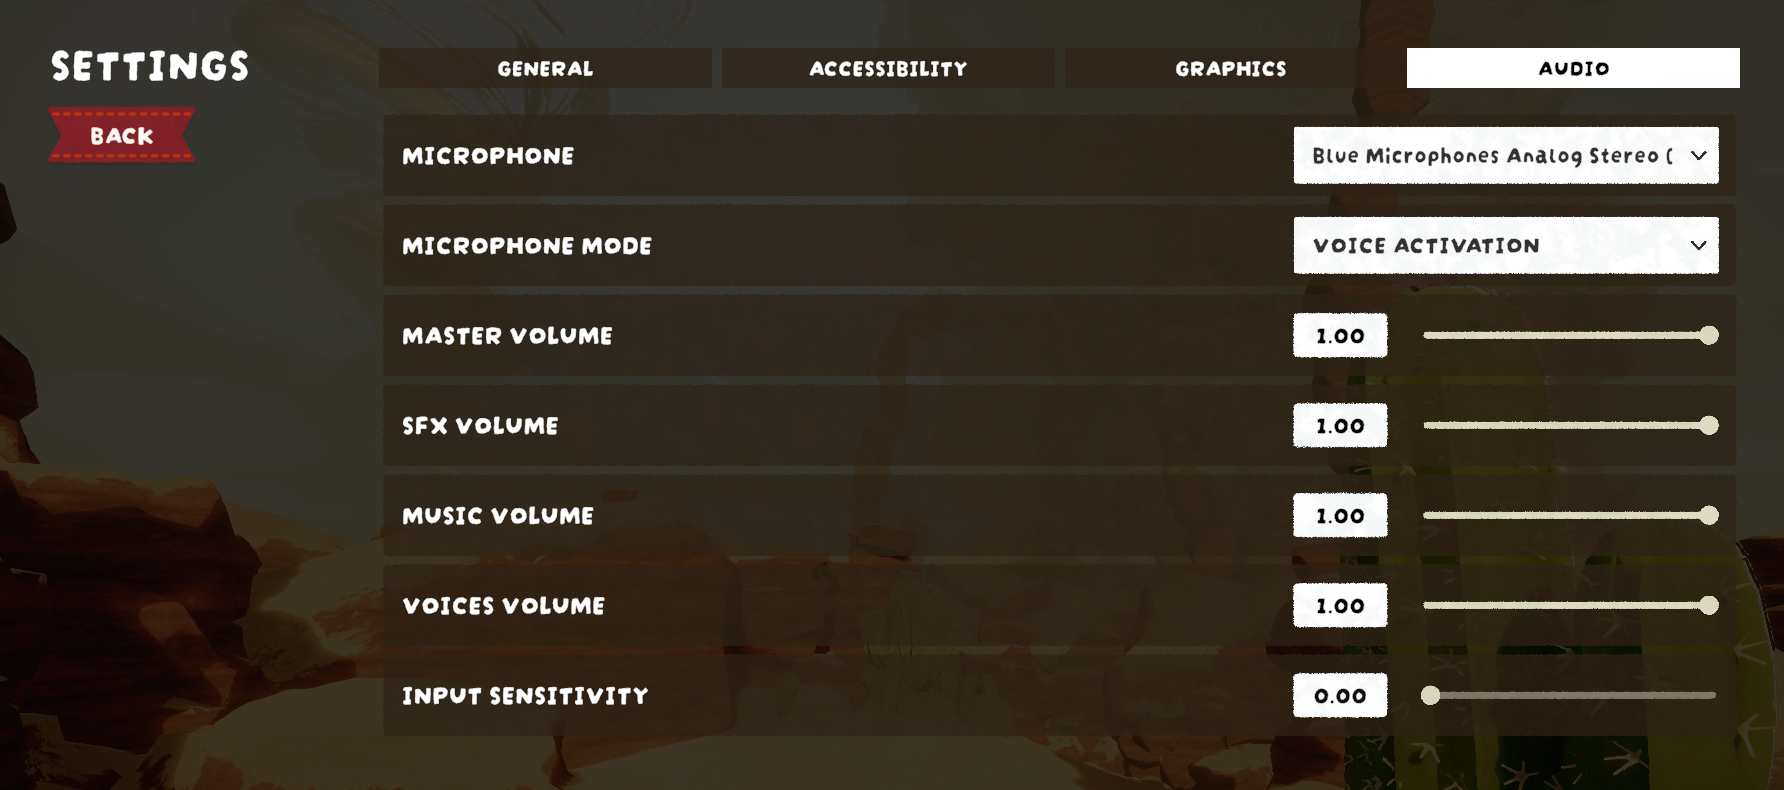 SETTINGS
BACK
GENERAL
ACCESSIBILITY
GRAPHICS
AUDIO
MICROPHONE
Blue Microphones Analog Stereo (
MICROPHONE MODE
VOICE ACTIVATION
MASTER VOLUME
1.00
SFX VOLUME
1.00
MUSIC VOLUME
1.00
VOICES VOLUME
1.00
INPUT SENSITIVITY
0.00